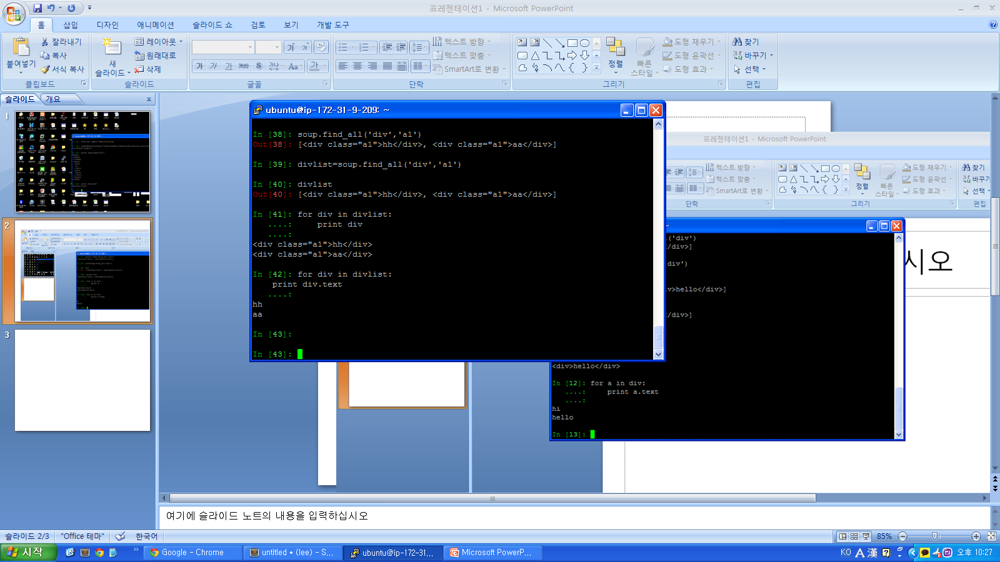 프레젠테이션1 - Microsoft PowerPoint
홈 삽입 디자인 애니메이션 슬라이드 쇼 검토 보기 개발 도구
붙여넣기
잘라내기
복사
서식 복사
클립보드
새
슬라이드
레이아웃
원래대로
삭제
슬라이드
가 가 가 가 S 가 Aa 가
글꼴
텍스트 방향
텍스트 맞춤
SmartArt로 변환
단락
정렬
빠른
스타일
도형 채우기
도형 윤곽선
도형 효과
그리기
찾기
바꾸기
선택
편집
슬라이드 개요
1
2
3
ubuntu@ip-172-31-9-209: ~
In [38]: soup.find_all('div','a1')
Out[38]: [<div class="a1">hh</div>, <div class="a1">aa</div>]
In [39]: divlist=soup.find_all('div','a1')
In [40]: divlist
Out[40]: [<div class="a1">hh</div>, <div class="a1">aa</div>]
In [41]: for div in divlist:
   ....:     print div
   ....:
<div class="a1">hh</div>
<div class="a1">aa</div>
In [42]: for div in divlist:
    print div.text
   ....:
hh
aa
In [43]:
In [43]:
프레젠테이션1 - Microsoft PowerPoint
텍스트 방향
텍스트 맞춤
SmartArt로 변환
단락
정렬
빠른
스타일
도형 채우기
도형 윤곽선
도형 효과
그리기
찾기
바꾸기
선택
편집
시오
('div')
/div>]
div')
>hello</div>]
/div>]
<div>hello</div>
In [12]: for a in div:
   ....:     print a.text
   ....:
hi
hello
In [13]:
여기에 슬라이드 노트의 내용을 입력하십시오
슬라이드 2/3 "Office 테마" 한국어 85%
시작 Google - Chrome untitled • (lee) - S... ubuntu@ip-172-31... Microsoft PowerP... KO A 漢 오후 10:27